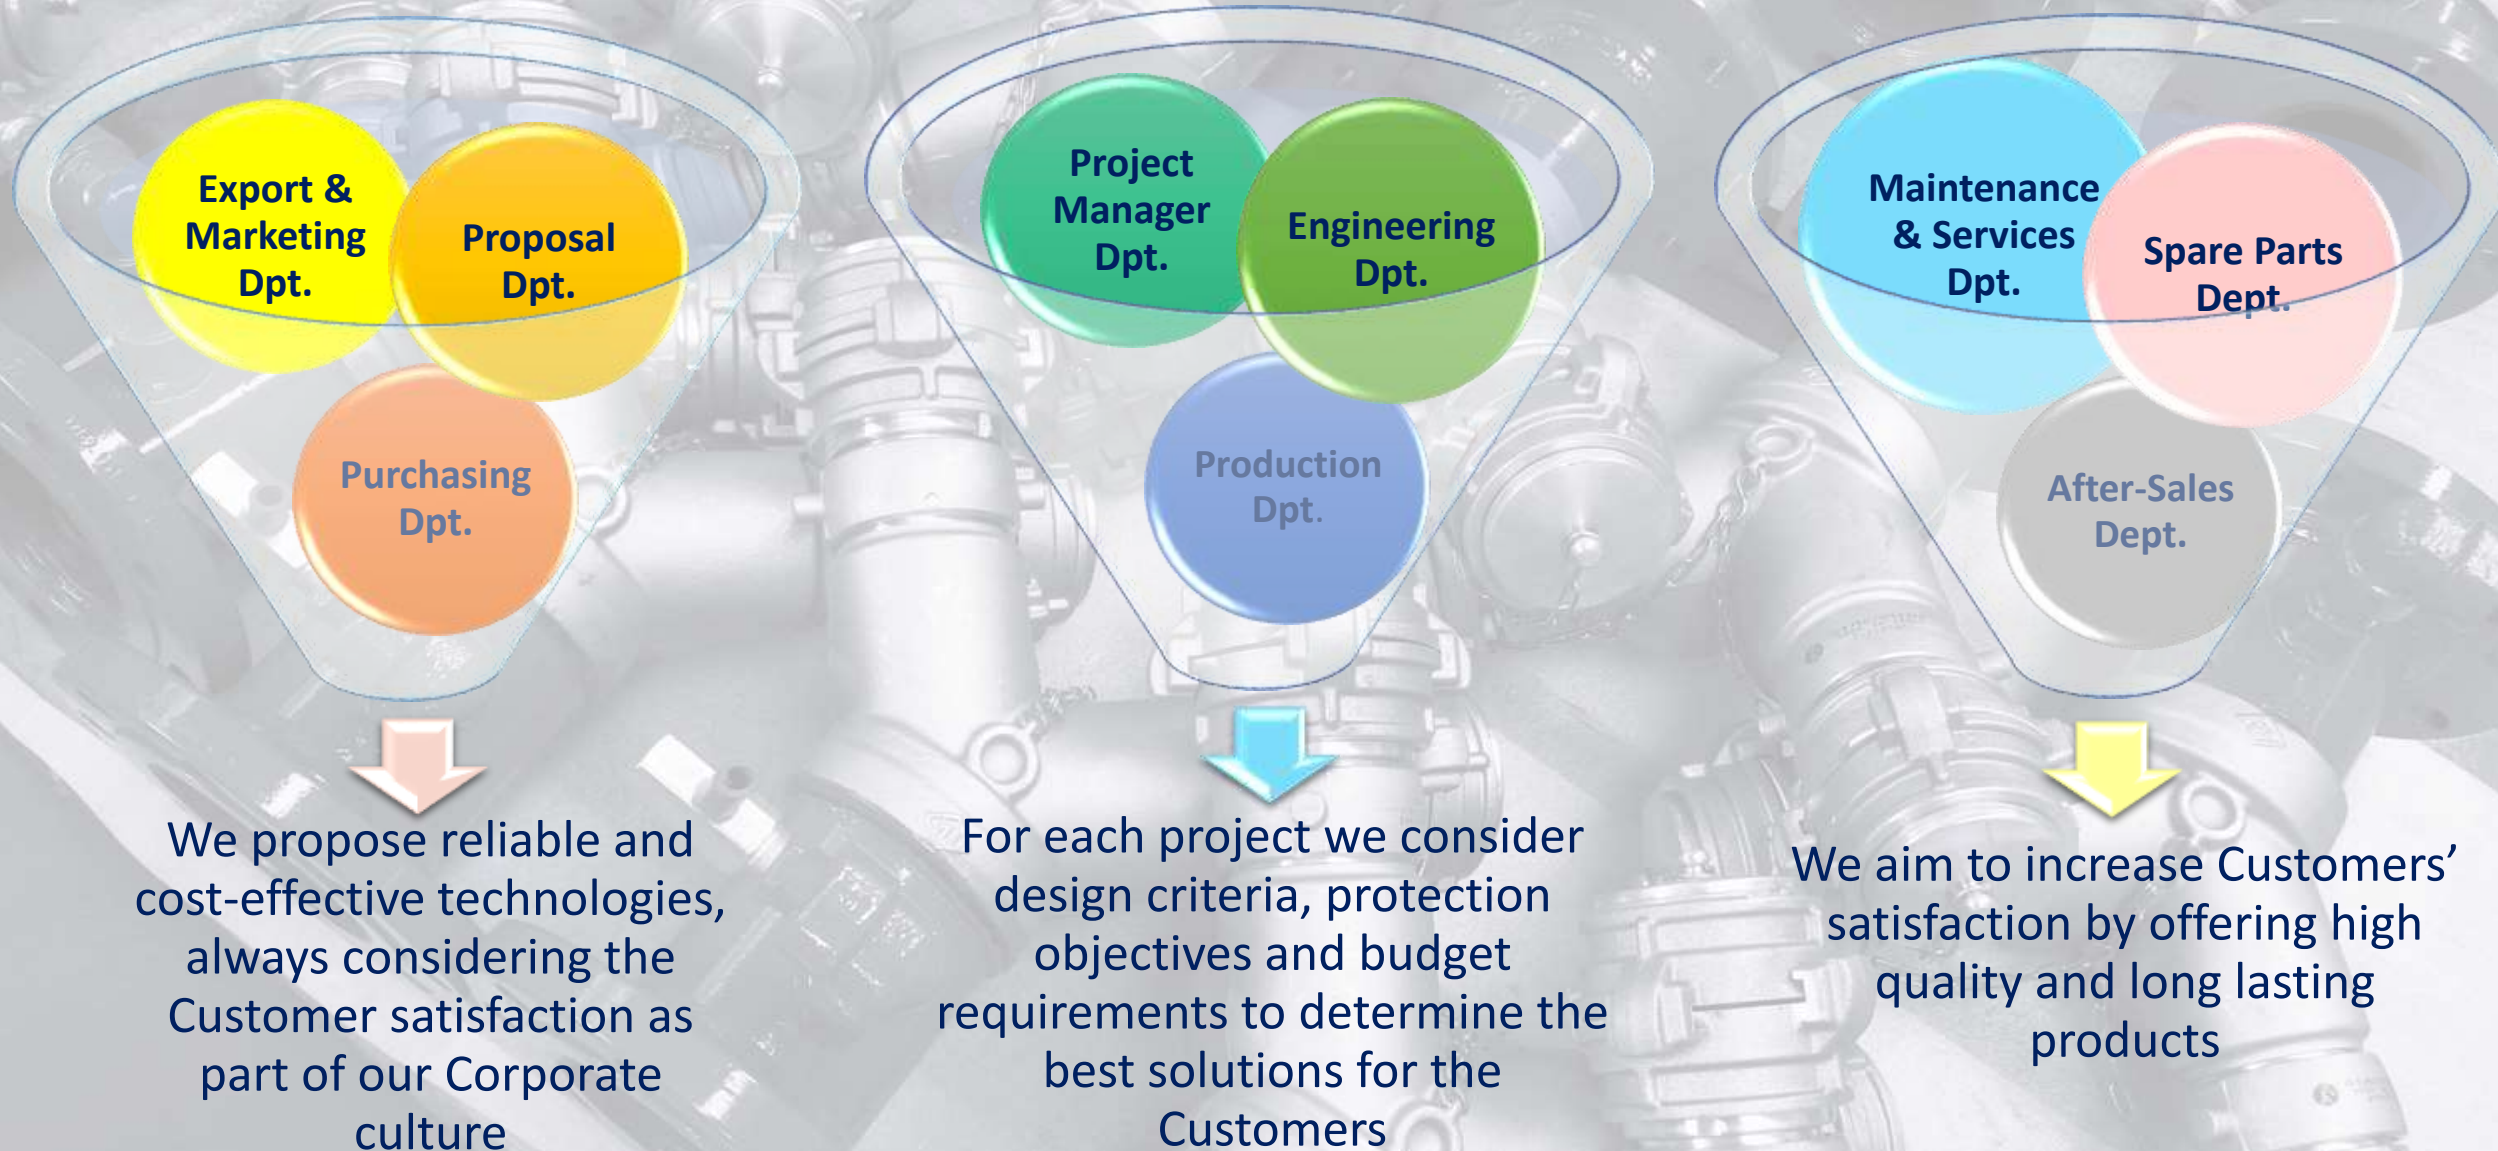 Export &
Marketing
Dpt.
Proposal
Dpt.
Purchasing
Dpt.
We propose reliable and
cost-effective technologies,
always considering the
Customer satisfaction as
part of our Corporate
culture
Project
Manager
Dpt.
Engineering
Dpt.
Production
Dpt.
For each project we consider
design criteria, protection
objectives and budget
requirements to determine the
best solutions for the
Customers
Maintenance
& Services
Dpt.
Spare Parts
Dept.
After-Sales
Dept.
We aim to increase Customers’
satisfaction by offering high
quality and long lasting
products